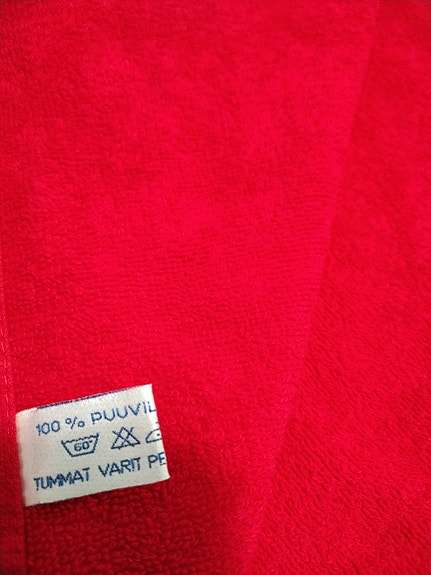 100 % PUUVIL
60°
TUMMAT VARIT PE